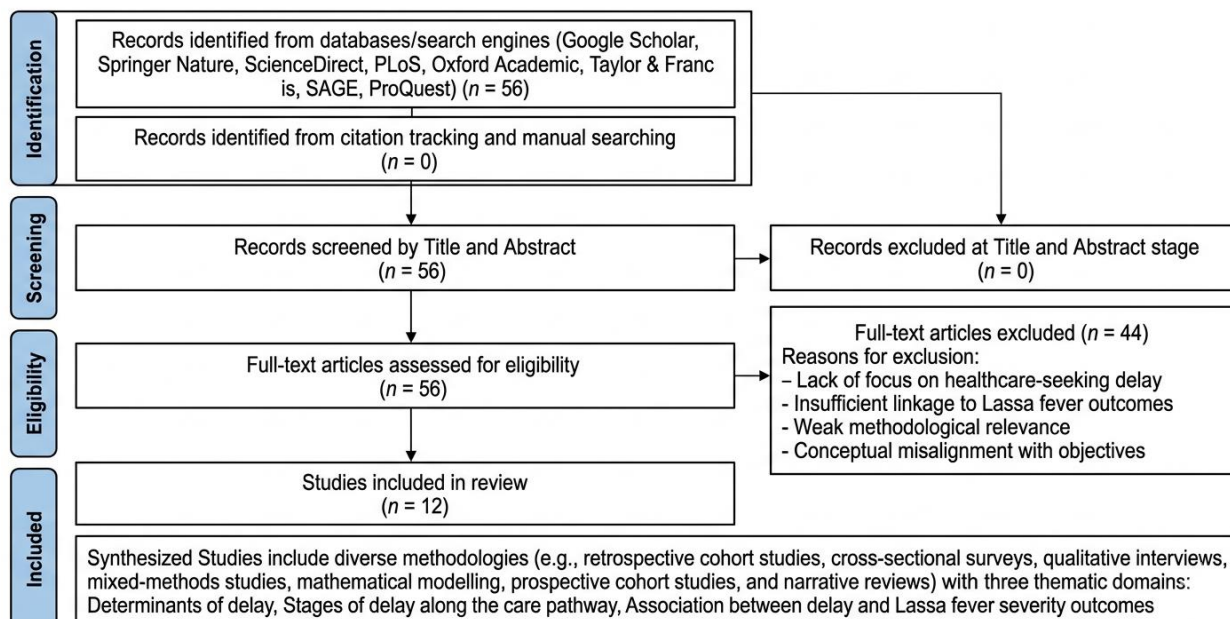 Identification
Records identified from databases/search engines (Google Scholar,
Springer Nature, ScienceDirect, PLoS, Oxford Academic, Taylor & Franc
is, SAGE, ProQuest) (n = 56)
Records identified from citation tracking and manual searching
(n = 0)
Screening
Records screened by Title and Abstract
(n = 56)
Records excluded at Title and Abstract stage
(n = 0)
Eligibility
Full-text articles assessed for eligibility
(n = 56)
Full-text articles excluded (n = 44)
Reasons for exclusion:
– Lack of focus on healthcare-seeking delay
- Insufficient linkage to Lassa fever outcomes
- Weak methodological relevance
- Conceptual misalignment with objectives
Included
Studies included in review
(n = 12)
Synthesized Studies include diverse methodologies (e.g., retrospective cohort studies, cross-sectional surveys, qualitative interviews,
mixed-methods studies, mathematical modelling, prospective cohort studies, and narrative reviews) with three thematic domains:
Determinants of delay, Stages of delay along the care pathway, Association between delay and Lassa fever severity outcomes